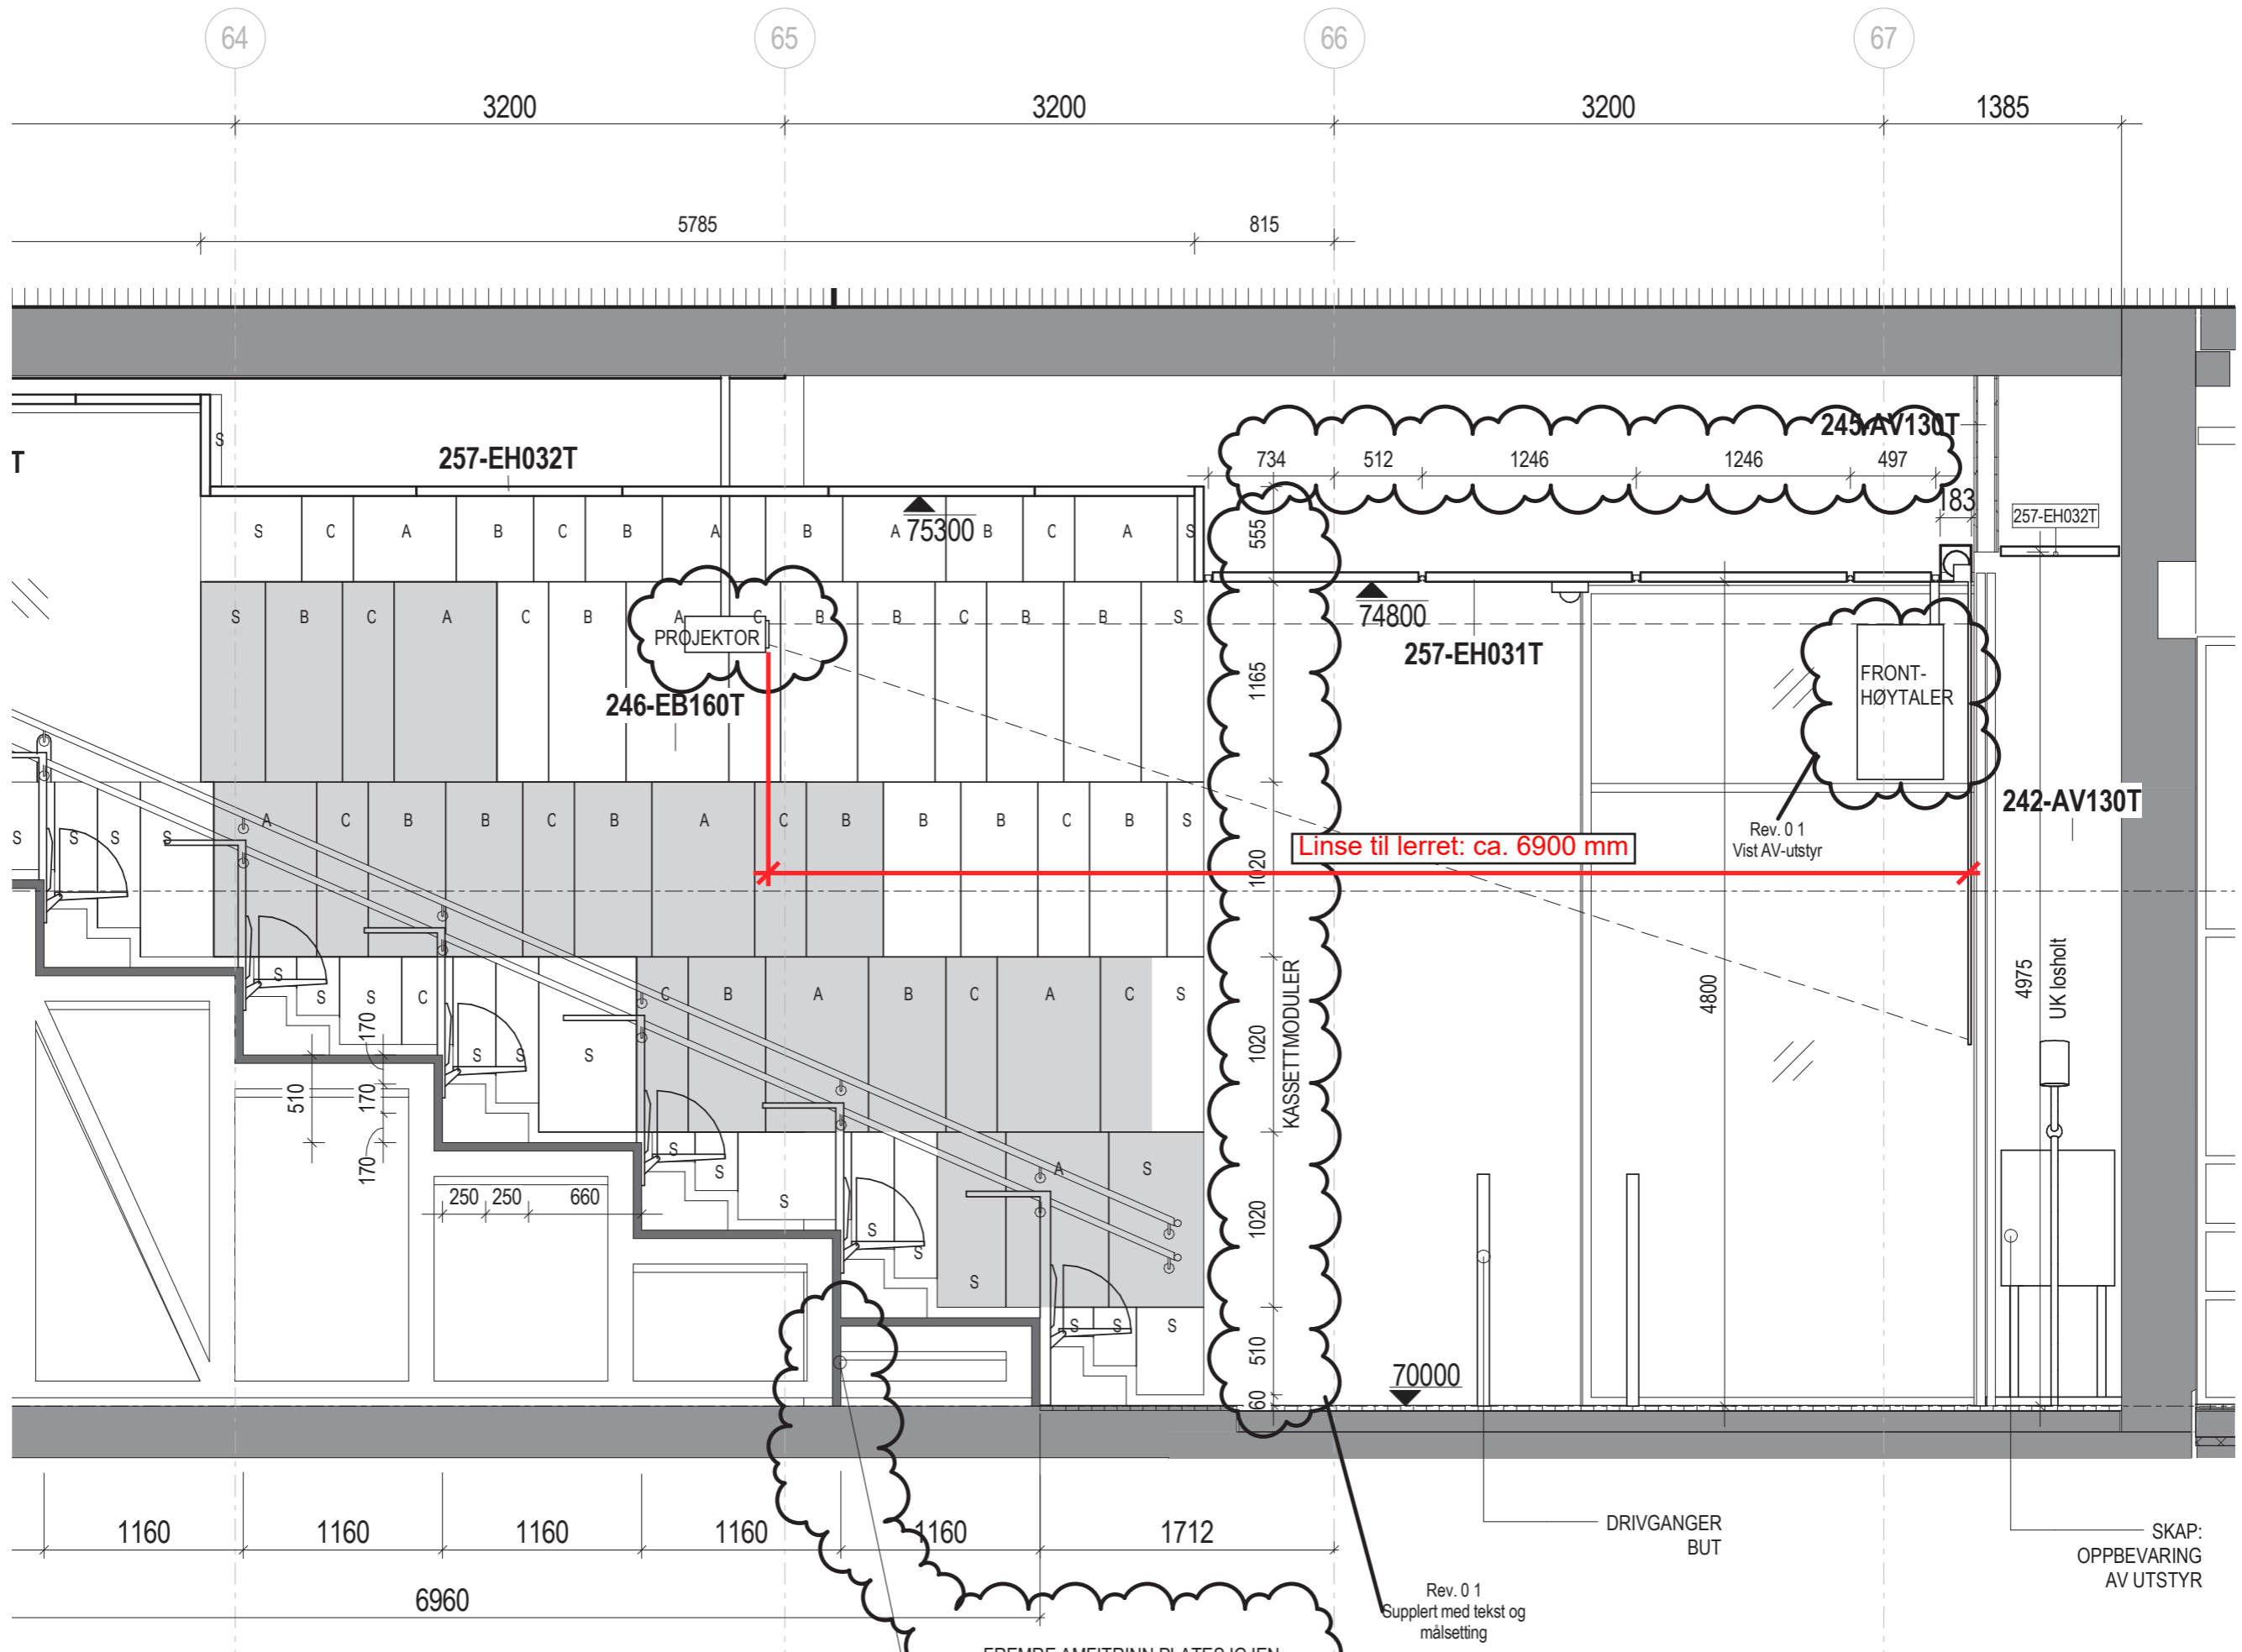 64
65
66
67
3200
3200
3200
1385
5785
815
245-AV130T
734
512
1246
1246
497
T
257-EH032T
S
183
257-EH032T
75300
S C A B C B A B A B C A S
555
74800
257-EH031T
S B C A C B A C B B C B B S
PROJEKTOR
246-EB160T
1165
FRONT-
HØYTALER
242-AV130T
Rev. 0 1
Vist AV-utstyr
S S S S A C B B C B A C B B B C B S
Linse til lerret: ca. 6900 mm
1020
KASSETTMODULER
4800
4975
UK losholt
S S S C S S S C B A B C A C S
1020
510
170
170
170
S S S A S
1020
250
250
660
S S S
S S S
510
60
70000
1160
1160
1160
1160
1160
1712
DRIVGANGER
BUT
SKAP:
OPPBEVARING
AV UTSTYR
6960
Rev. 0 1
Supplert med tekst og
målsetting